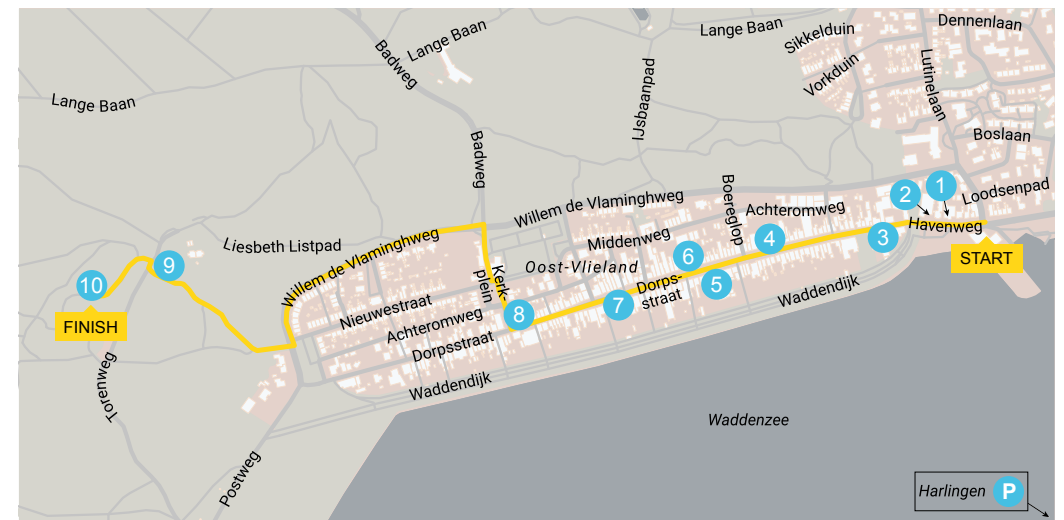 Dennenlaan
Lange Baan
Sikkelduin
Lange Baan
Badweg
Vorkduin
Lutinelaan
IJsbaanpad
Lange Baan
Boslaan
Badweg
Boereglop
1
2
Loodsenpad
Willem de Vlaminghweg
Achteromweg
Havenweg
3
4
Middenweg
Liesbeth Listpad
Willem de Vlaminghweg
START
6
9
Oost-Vlieland
Kerk-
plein
Dorps-
straat
5
10
Waddendijk
7
8
Nieuwestraat
Achteromweg
FINISH
Dorpsstraat
Waddendijk
Torenweg
Waddenzee
Postweg
Harlingen P